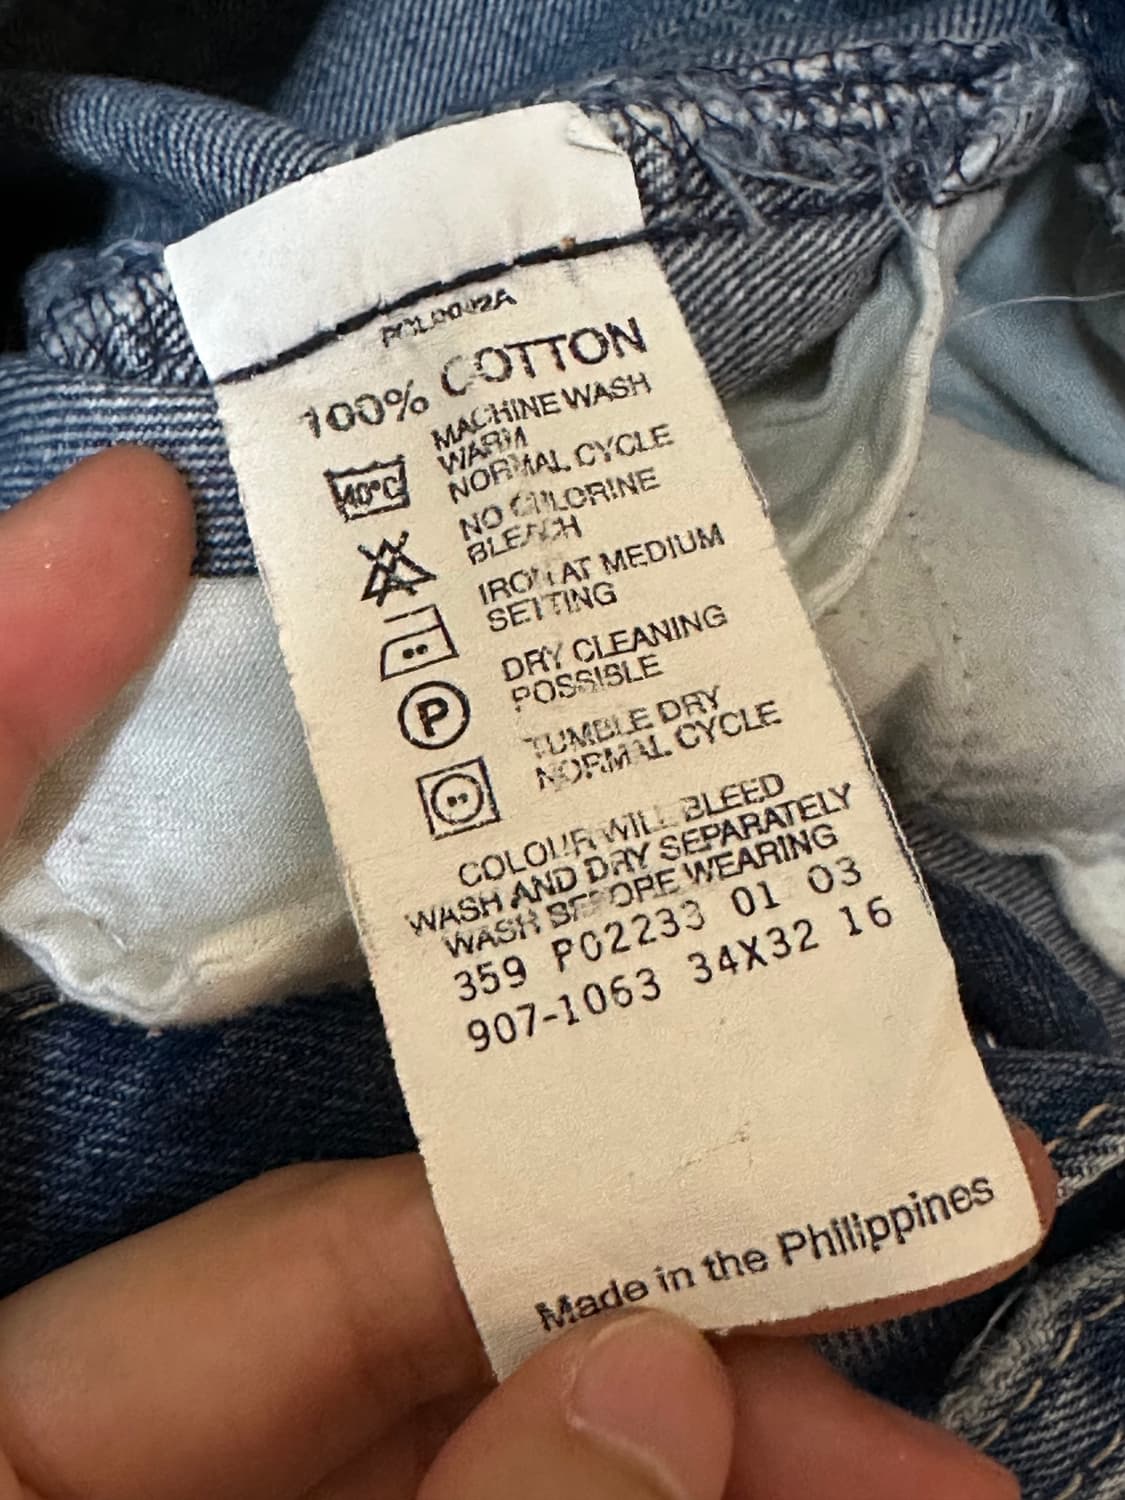 100% COTTON
40°C
MACHINE WASH
WARM
NORMAL CYCLE
NO CHLORINE
BLEACH
IRON AT MEDIUM
SETTING
P
DRY CLEANING
POSSIBLE
TUMBLE DRY
NORMAL CYCLE
COLOUR WILL BLEED
WASH AND DRY SEPARATELY
WASH BEFORE WEARING
359 P02233 01 03
907-1063 34X32 16
Made in the Philippines